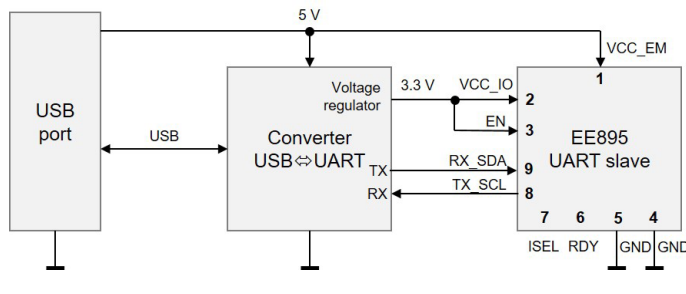 5 V
VCC_EM
USB
port
USB
Voltage
regulator
3.3 V
VCC_IO
EN
Converter
USB⇔UART
TX
RX
RX_SDA
TX_SCL
1
2
3
EE895
UART slave
9
8
7 6 5 4
ISEL RDY GND GND